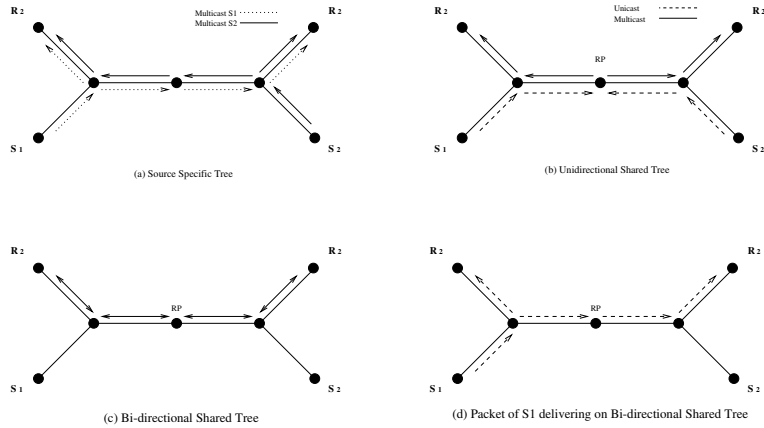 Multicast S1
Multicast S2
R 2
R 2
S 1
S 2
(a) Source Specific Tree
Unicast
Multicast
R 2
R 2
RP
S 1
S 2
(b) Unidirectional Shared Tree
R 2
R 2
RP
S 1
S 2
(c) Bi-directional Shared Tree
R 2
R 2
RP
S 1
S 2
(d) Packet of S1 delivering on Bi-directional Shared Tree